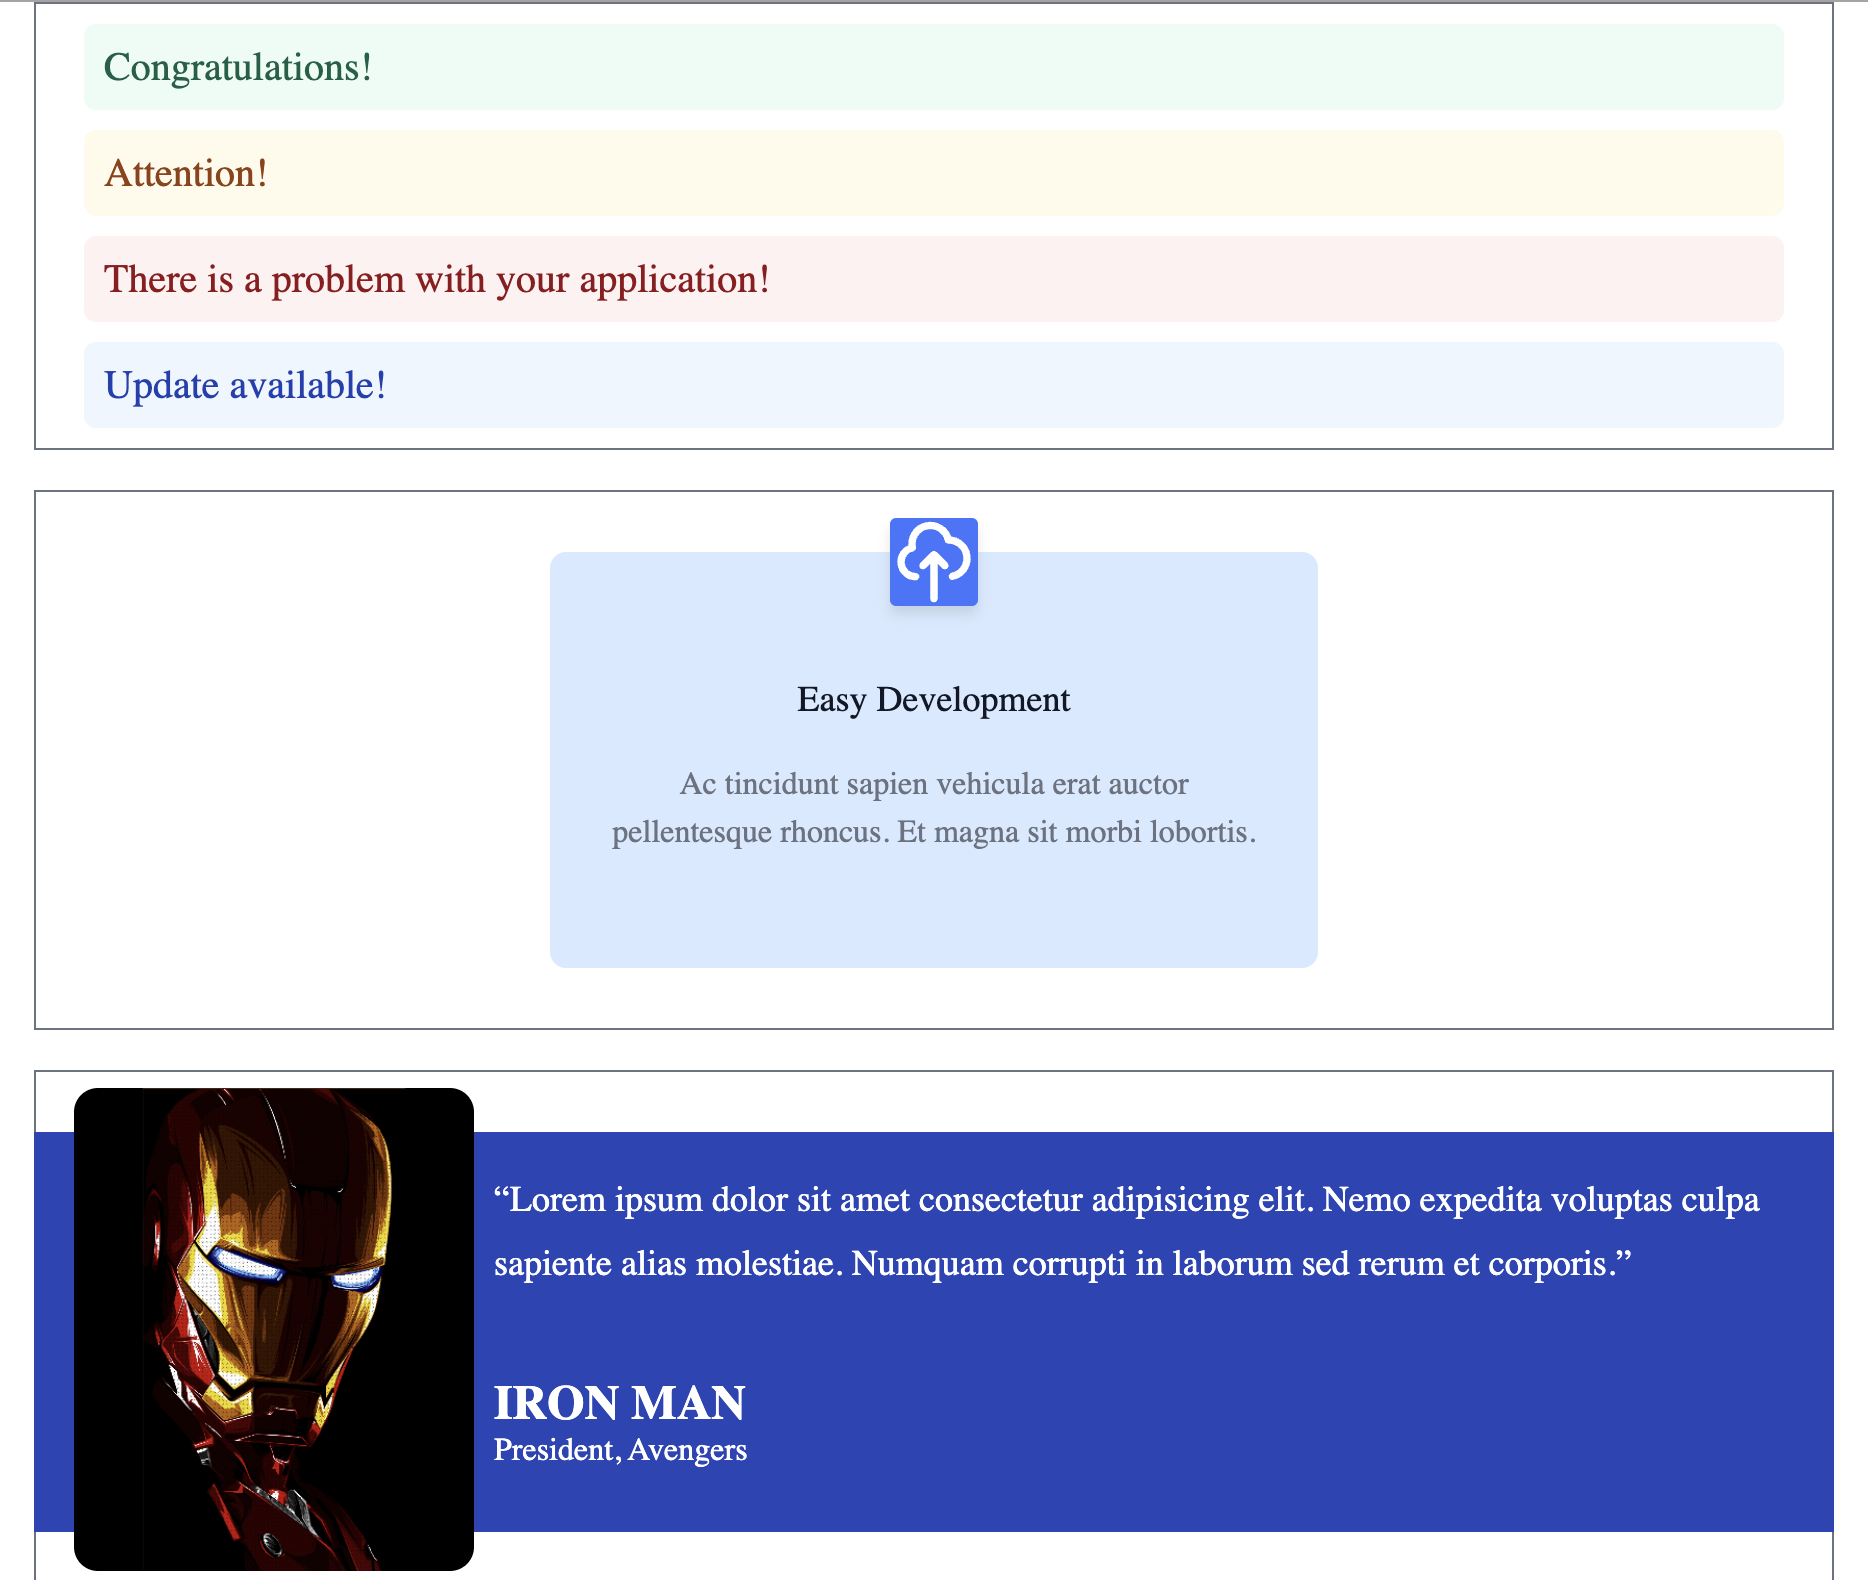 Congratulations!
Attention!
There is a problem with your application!
Update available!
Easy Development
Ac tincidunt sapien vehicula erat auctor
pellentesque rhoncus. Et magna sit morbi lobortis.
“Lorem ipsum dolor sit amet consectetur adipisicing elit. Nemo expedita voluptas culpa
sapiente alias molestiae. Numquam corrupti in laborum sed rerum et corporis.”
IRON MAN
President, Avengers